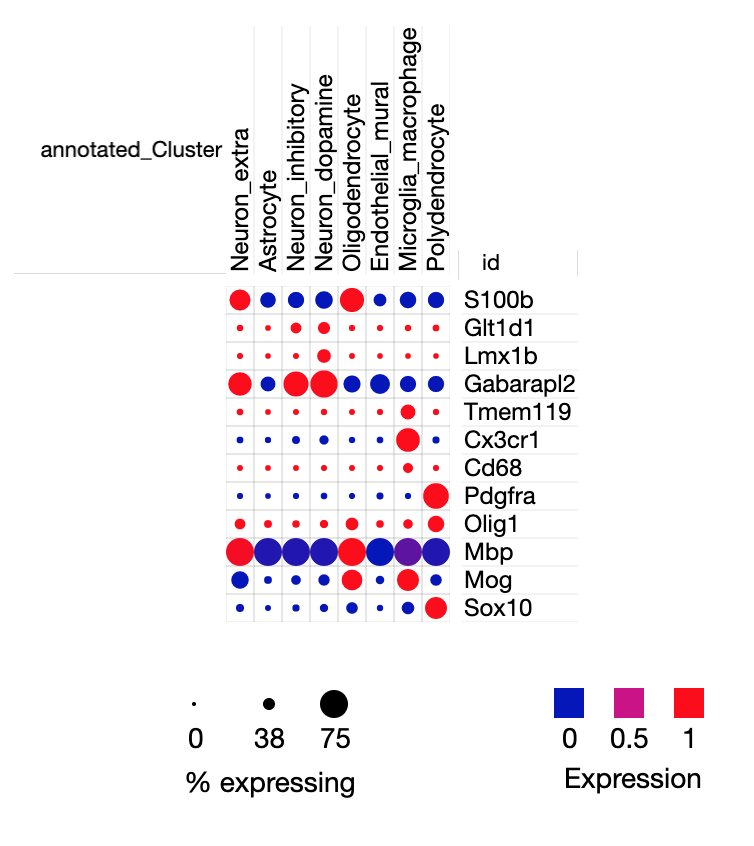 annotated_Cluster
Neuron_extra
Astrocyte
Neuron_inhibitory
Neuron_dopamine
Oligodendrocyte
Endothelial_mural
Microglia_macrophage
Polydendrocyte
id
S100b
Glt1d1
Lmx1b
Gabarapl2
Tmem119
Cx3cr1
Cd68
Pdgfra
Olig1
Mbp
Mog
Sox10
0 38 75
% expressing
0 0.5 1
Expression